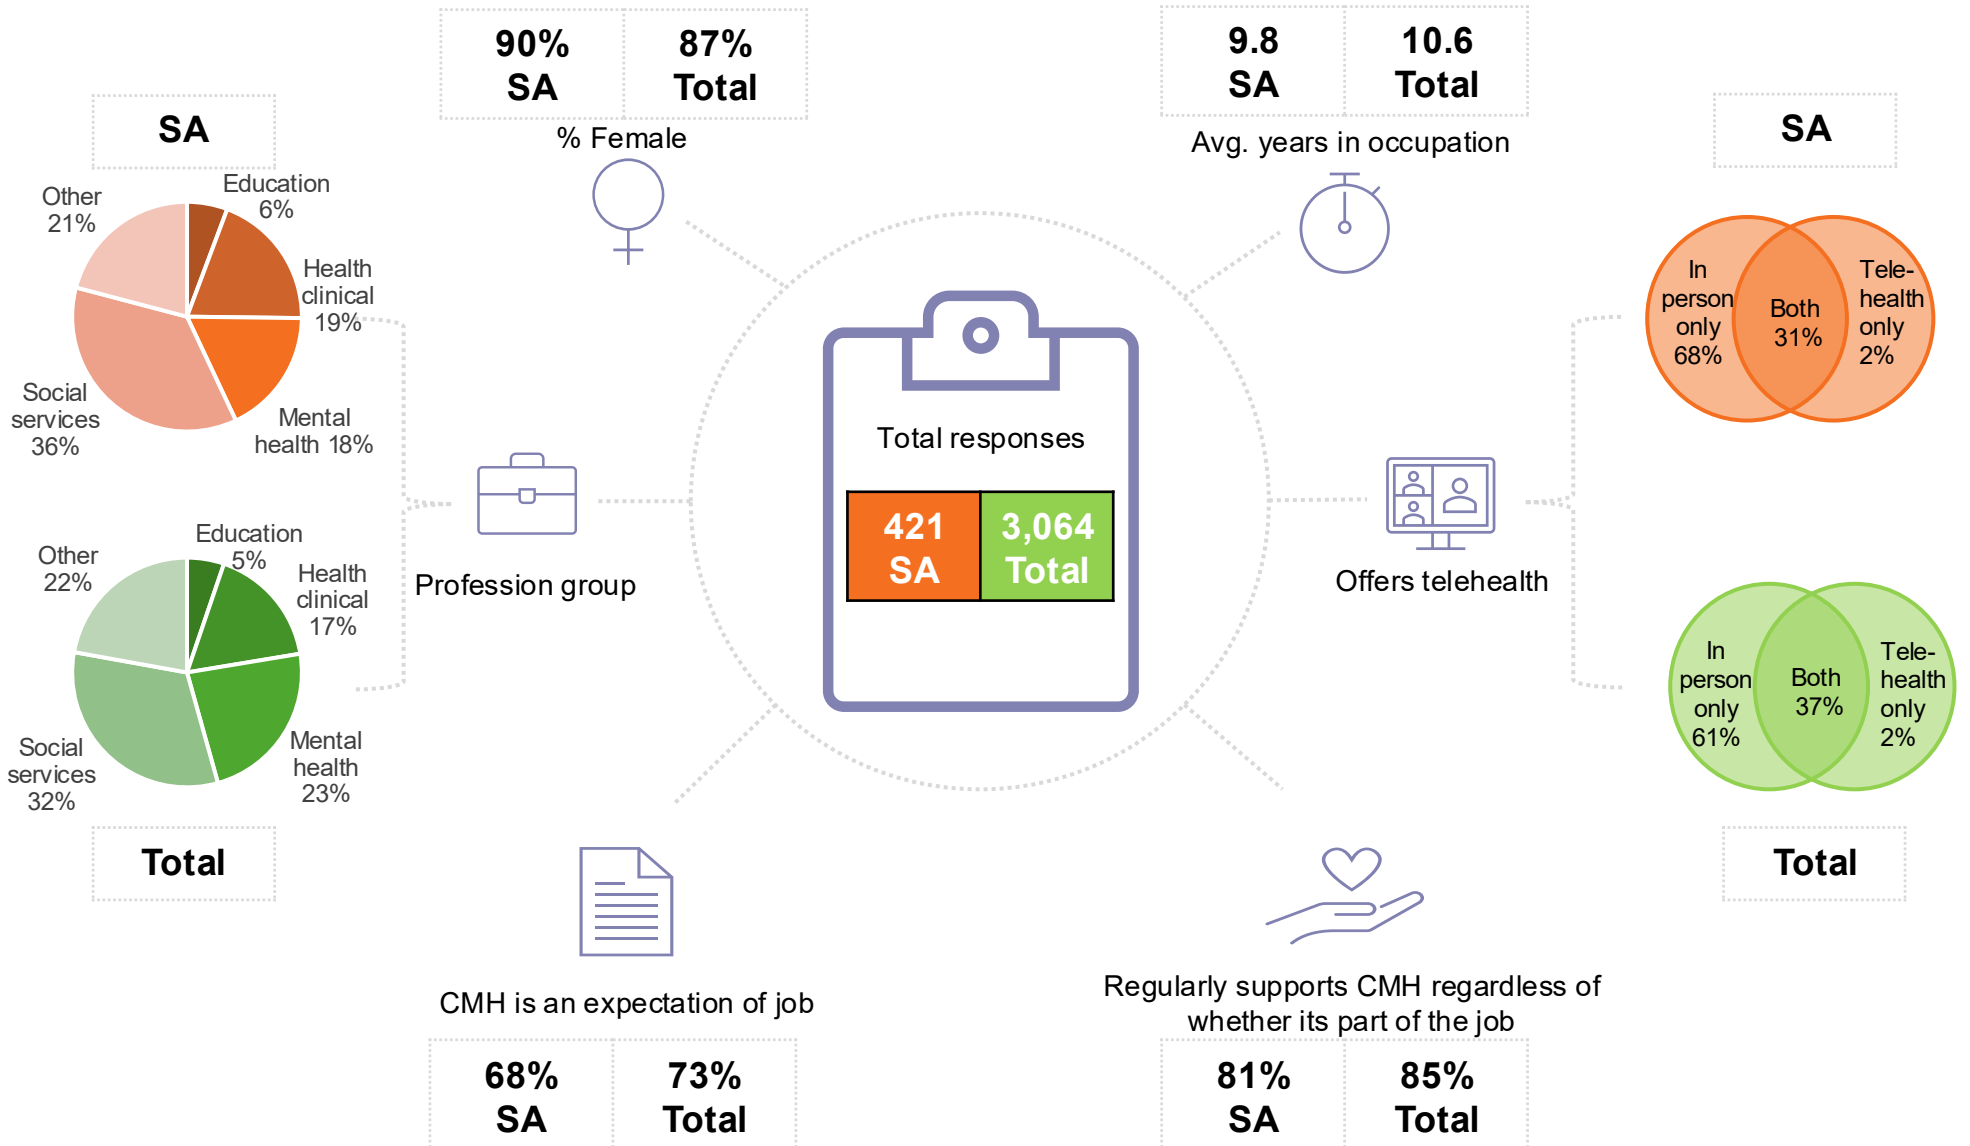 90%
SA
87%
Total
% Female
9.8
SA
10.6
Total
Avg. years in occupation
SA
Other
21%
Education
6%
Health
clinical
19%
Mental
health 18%
Social
services
36%
Profession group
Other
22%
Education
5%
Health
clinical
17%
Mental
health
23%
Social
services
32%
Total
Total responses
421
SA
3,064
Total
SA
In
person
only
68%
Both
31%
Tele-
health
only
2%
Offers telehealth
In
person
only
61%
Both
37%
Tele-
health
only
2%
Total
CMH is an expectation of job
68%
SA
73%
Total
Regularly supports CMH regardless of
whether its part of the job
81%
SA
85%
Total